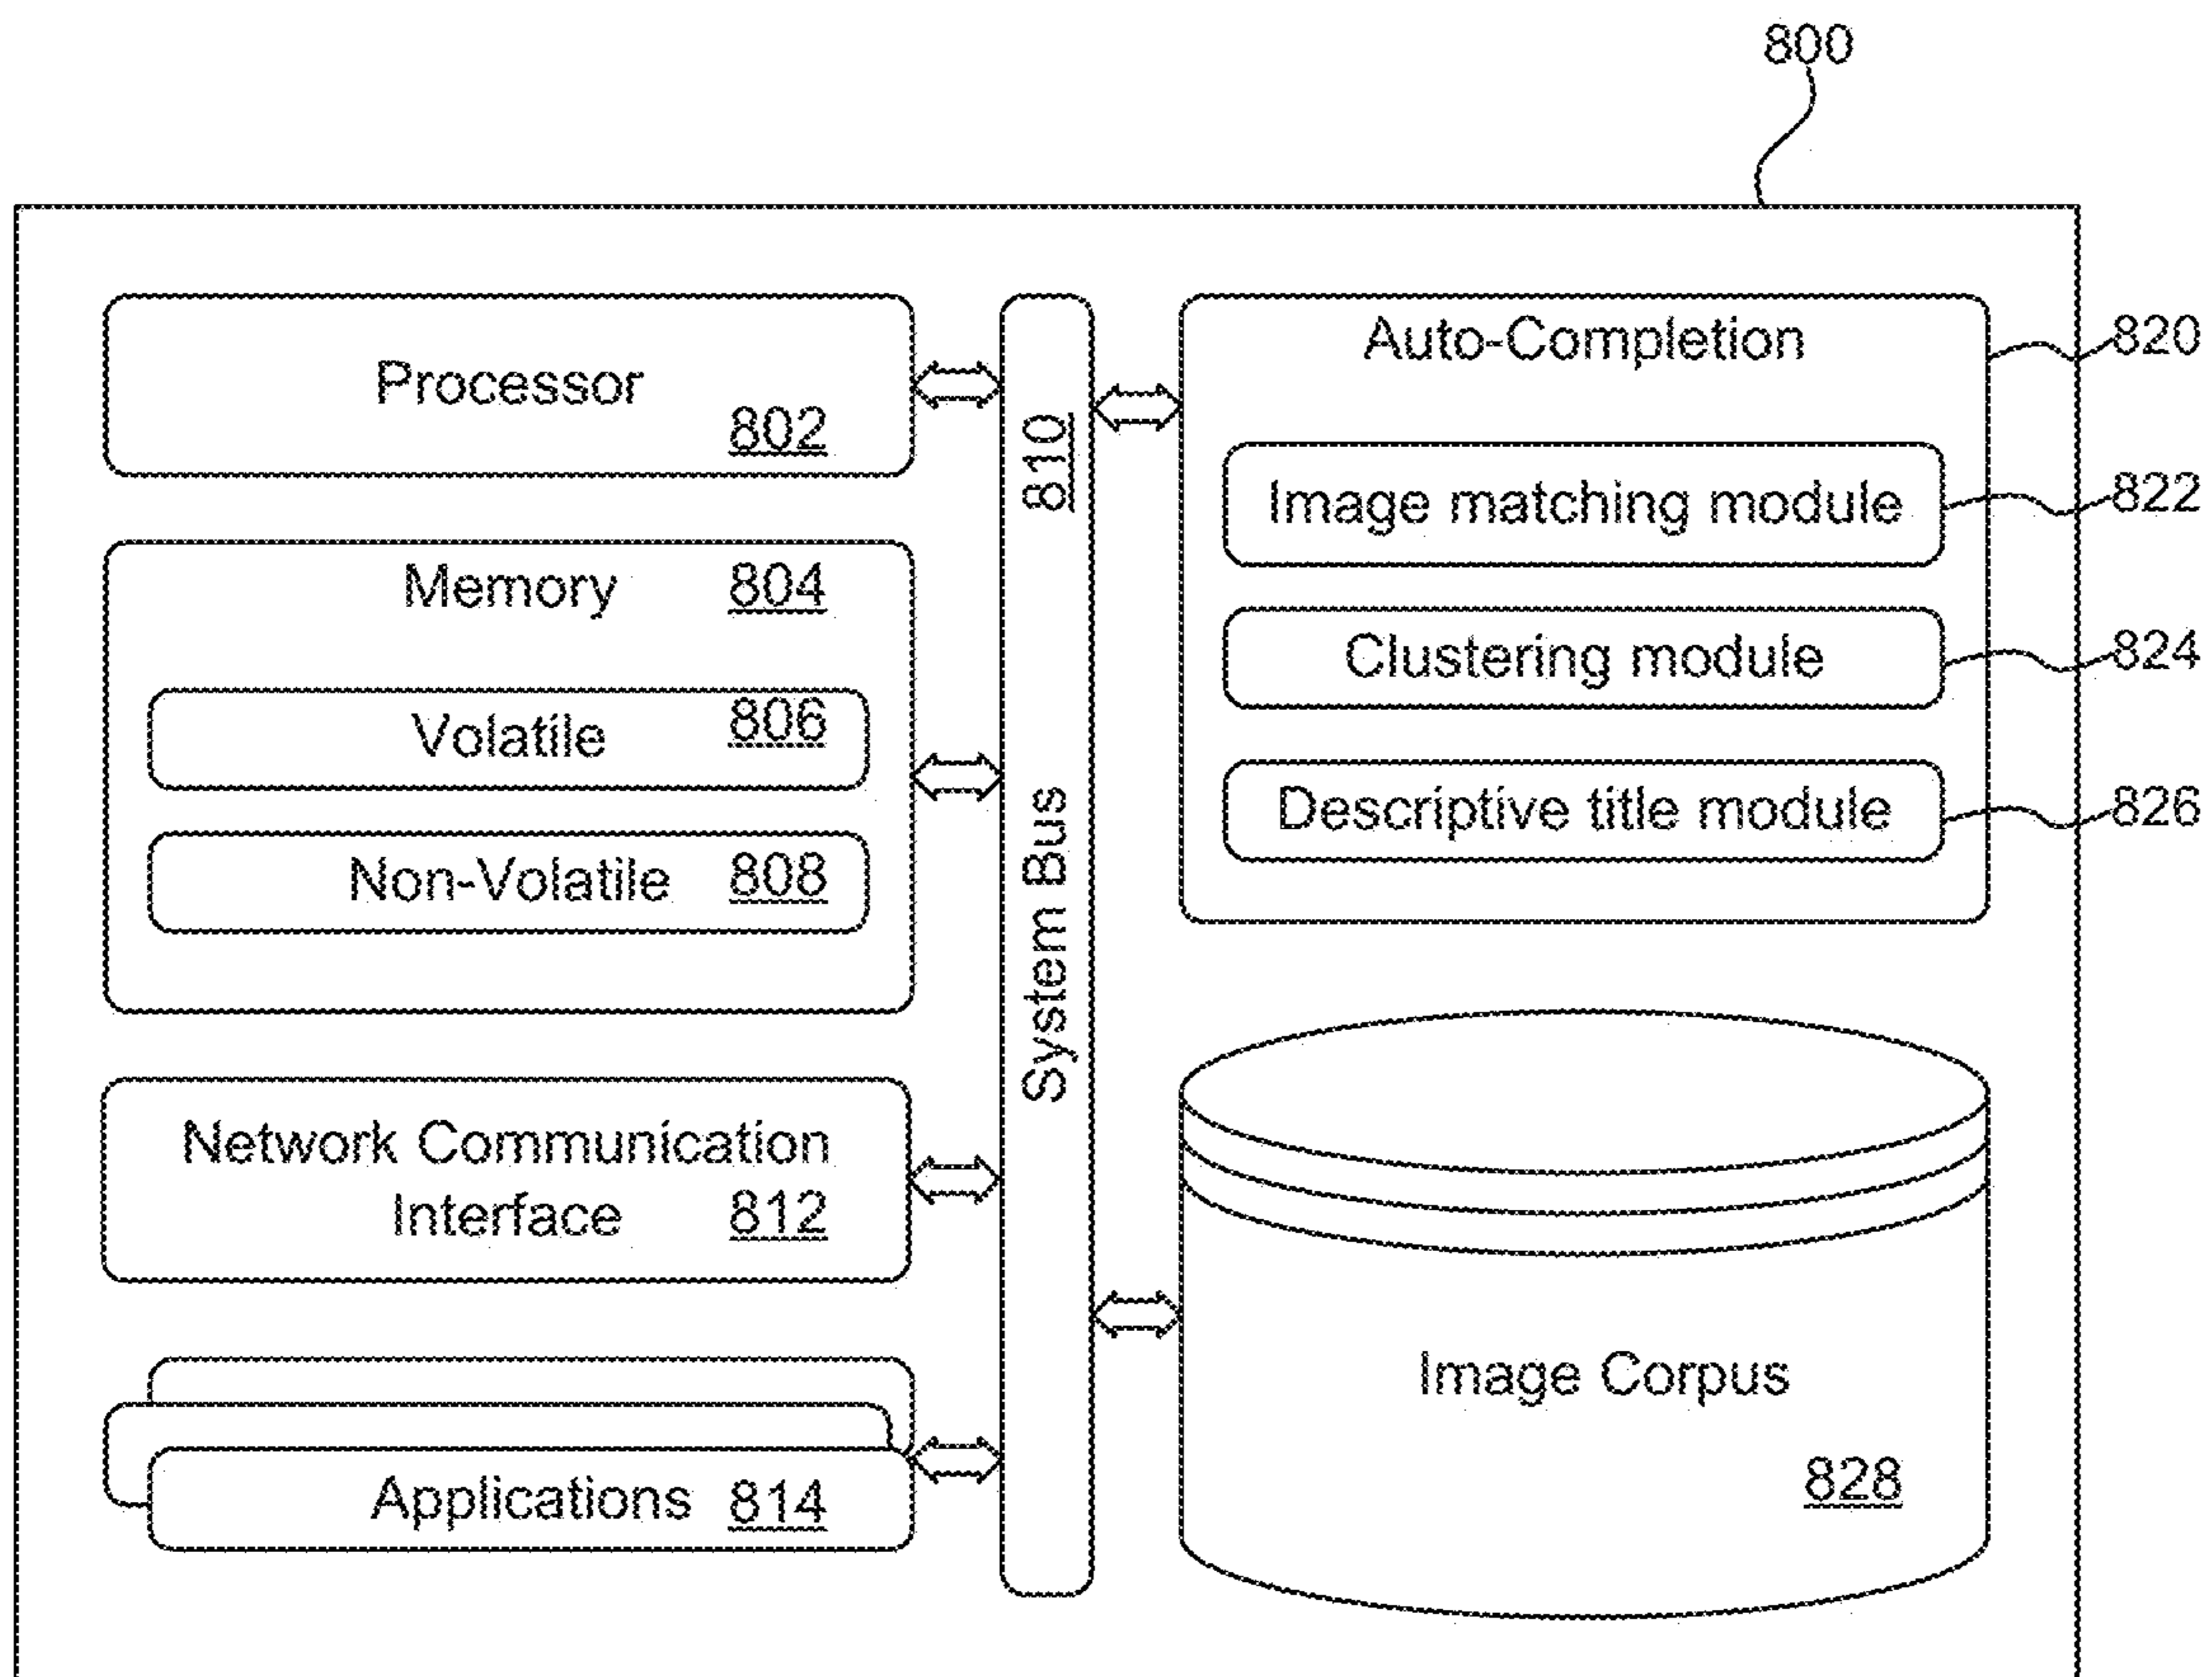 800
Processor
802
Memory 804
Volatile 806
Non-Volatile 808
Network Communication
Interface 812
Applications 814
System Bus 810
Auto-Completion
820
Image matching module
822
Clustering module
824
Descriptive title module
826
Image Corpus
828